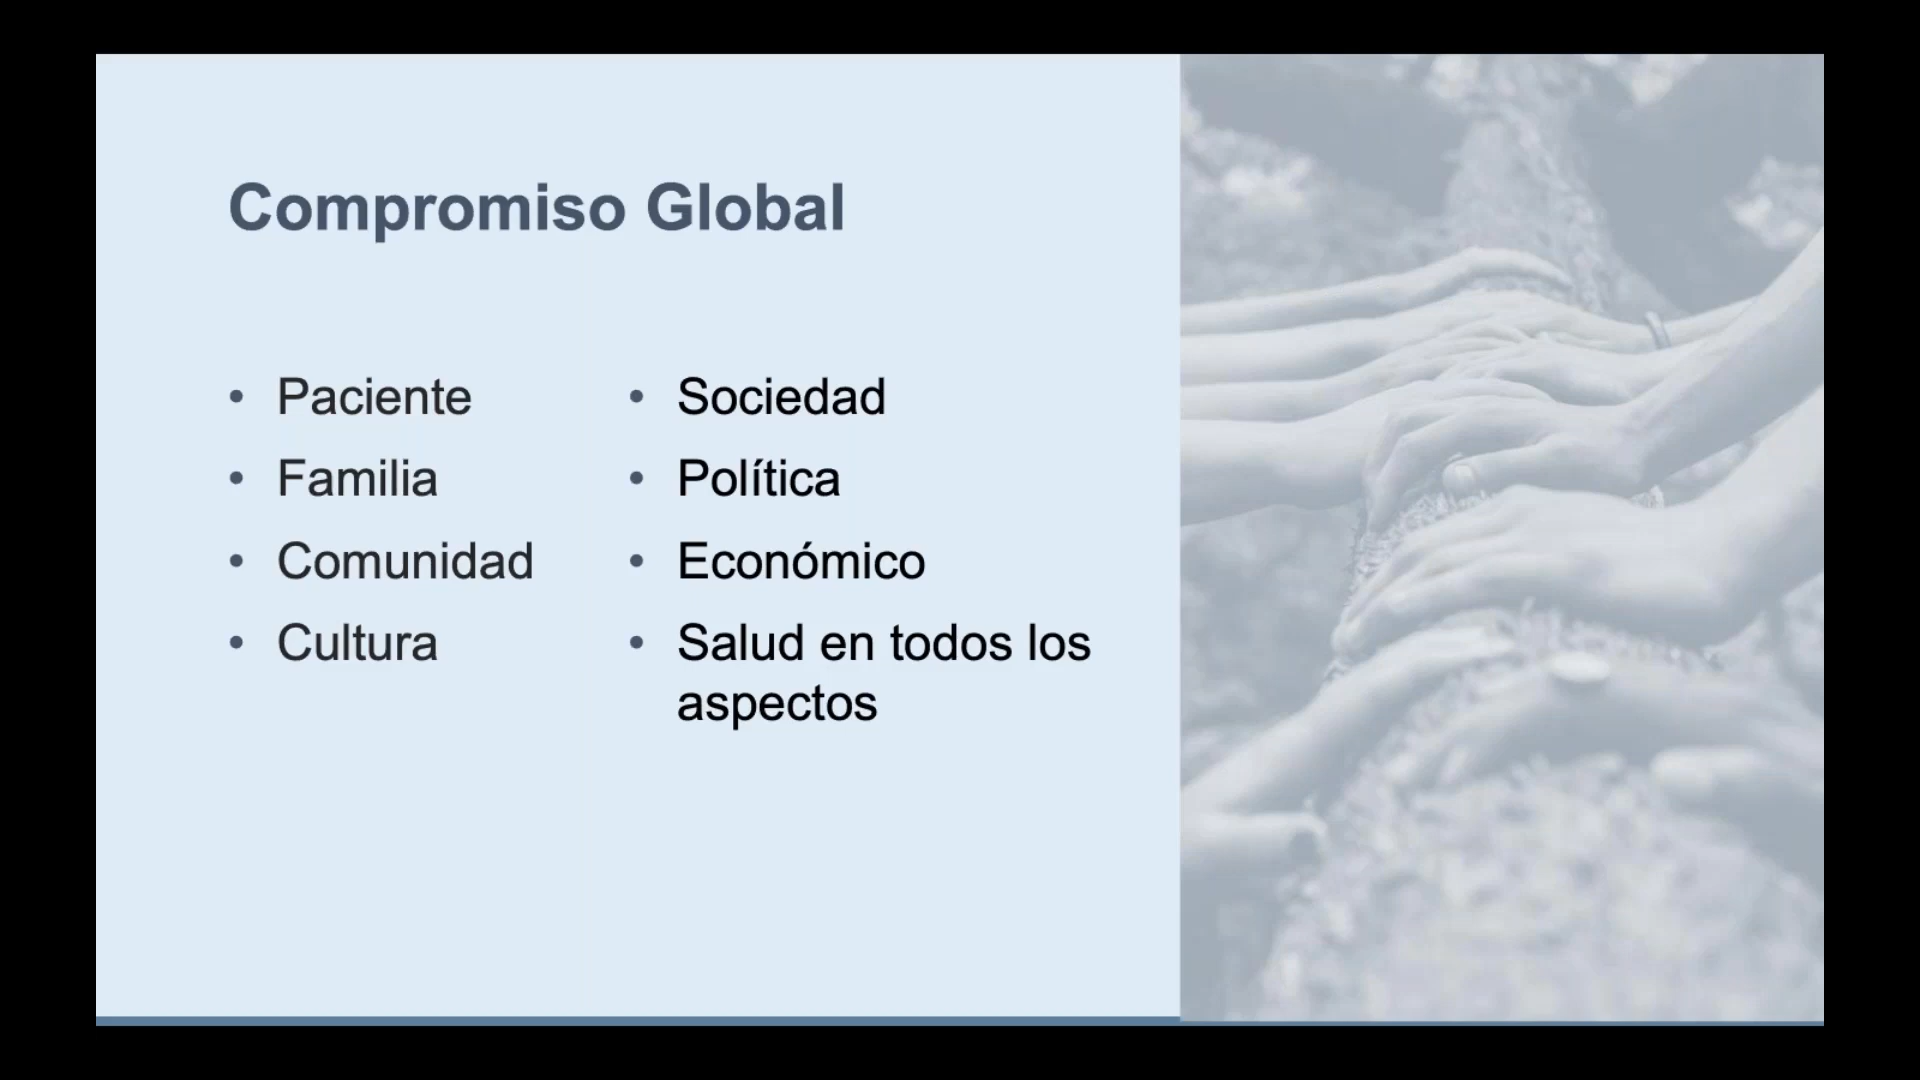 Compromiso Global
• Paciente
• Familia
• Comunidad
• Cultura
• Sociedad
• Política
• Económico
• Salud en todos los
aspectos